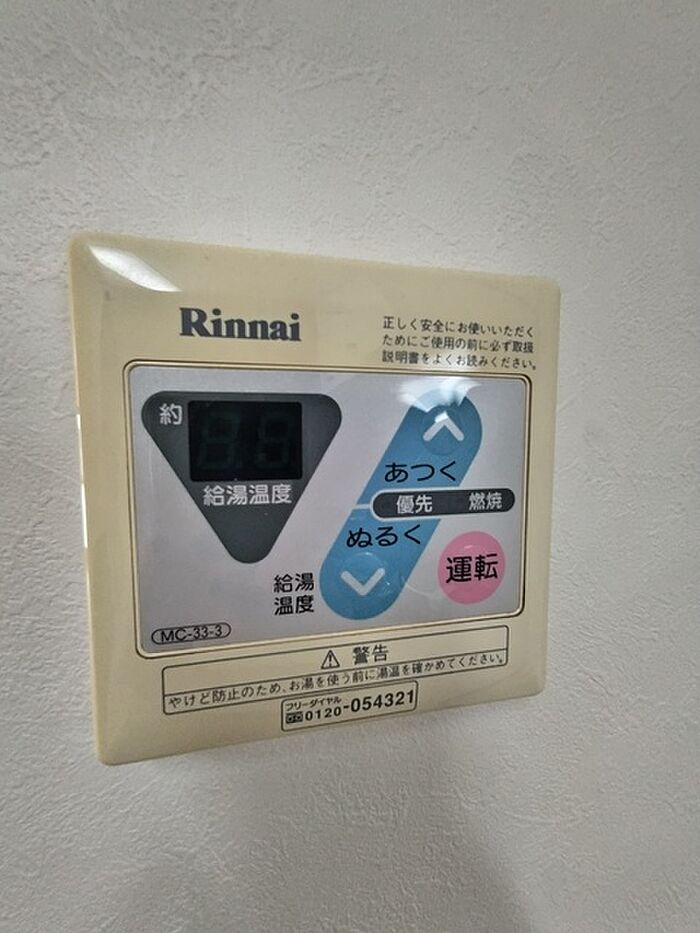 Rinnai
正しく安全にお使いいただく
ためにご使用の前に必ず取扱
説明書をよくお読みください。
約
給湯温度
あつく
優先 燃焼
ぬるく
運転
給湯
温度
MC-33-3
警告
やけど防止のため、お湯を使う前に湯温を確かめてください。
フリーダイヤル
0120-054321